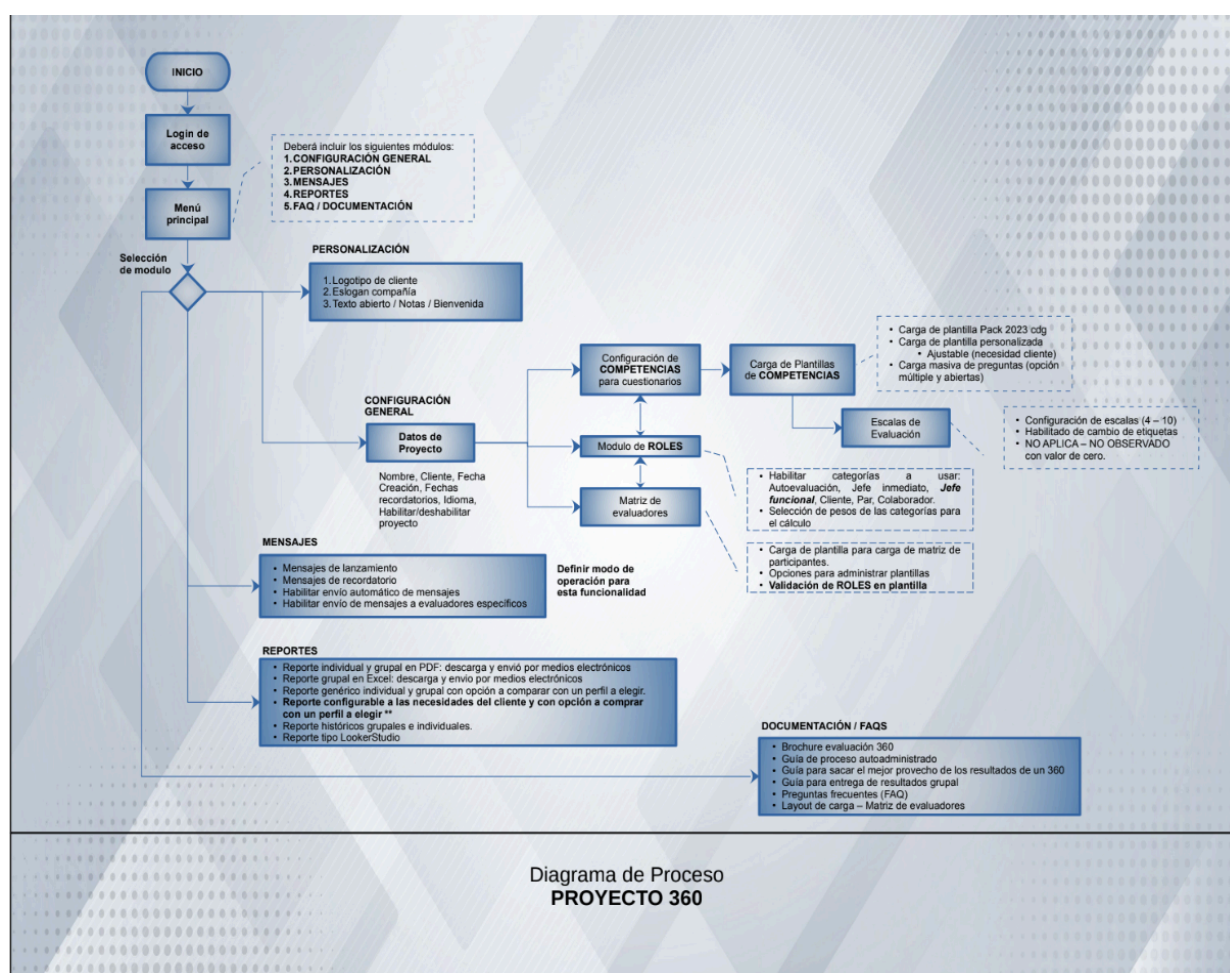 INICIO
Login de
acceso
Deberá incluir los siguientes módulos:
1. CONFIGURACIÓN GENERAL
2. PERSONALIZACIÓN
3. MENSAJES
4. REPORTES
5. FAQ / DOCUMENTACIÓN
Menú
principal
Selección
de modulo
PERSONALIZACIÓN
1. Logotipo de cliente
2. Eslogan compañía
3. Texto abierto / Notas / Bienvenida
Configuración de
COMPETENCIAS
para cuestionarios
Carga de Plantillas
de COMPETENCIAS
• Carga de plantilla Pack 2023 cdg
• Carga de plantilla personalizada
• Ajustable (necesidad cliente)
• Carga masiva de preguntas (opción
múltiple y abiertas)
CONFIGURACIÓN
GENERAL
Datos de
Proyecto
Nombre, Cliente, Fecha
Creación, Fechas
recordatorios, Idioma,
Habilitar/deshabilitar
proyecto
Modulo de ROLES
Matriz de
evaluadores
Escalas de
Evaluación
• Configuración de escalas (4 – 10)
• Habilitado de cambio de etiquetas
• NO APLICA – NO OBSERVADO
con valor de cero.
• Habilitar categorías a usar:
Autoevaluación, Jefe inmediato, Jefe
funcional, Cliente, Par, Colaborador.
• Selección de pesos de las categorías para
el cálculo
• Carga de plantilla para carga de matriz de
participantes.
• Opciones para administrar plantillas
• Validación de ROLES en plantilla
MENSAJES
• Mensajes de lanzamiento
• Mensajes de recordatorio
• Habilitar envío automático de mensajes
• Habilitar envío de mensajes a evaluadores específicos
Definir modo de
operación para
esta funcionalidad
REPORTES
• Reporte individual y grupal en PDF: descarga y envió por medios electrónicos
• Reporte grupal en Excel: descarga y envio por medios electrónicos
• Reporte genérico individual y grupal con opción a comparar con un perfil a elegir.
• Reporte configurable a las necesidades del cliente y con opción a comprar
con un perfil a elegir **
• Reporte históricos grupales e individuales.
• Reporte tipo LookerStudio
DOCUMENTACIÓN / FAQS
• Brochure evaluación 360
• Guía de proceso autoadministrado
• Guía para sacar el mejor provecho de los resultados de un 360
• Guía para entrega de resultados grupal
• Preguntas frecuentes (FAQ)
• Layout de carga – Matriz de evaluadores
Diagrama de Proceso
PROYECTO 360